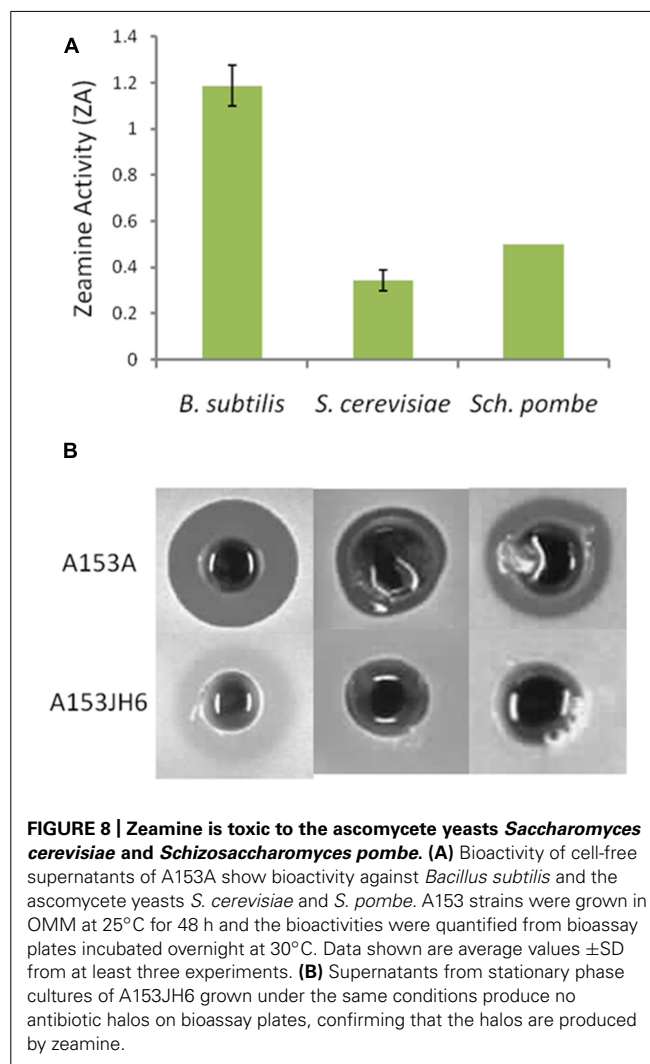 A
1.4
1.2
1
0.8
0.6
0.4
0.2
0
Zeamine Activity (ZA)
B. subtilis S. cerevisiae Sch. pombe
B
A153A
A153JH6
FIGURE 8 | Zeamine is toxic to the ascomycete yeasts Saccharomyces
cerevisiae and Schizosaccharomyces pombe. (A) Bioactivity of cell-free
supernatants of A153A show bioactivity against Bacillus subtilis and the
ascomycete yeasts S. cerevisiae and S. pombe. A153 strains were grown in
OMM at 25°C for 48 h and the bioactivities were quantified from bioassay
plates incubated overnight at 30°C. Data shown are average values ±SD
from at least three experiments. (B) Supernatants from stationary phase
cultures of A153JH6 grown under the same conditions produce no
antibiotic halos on bioassay plates, confirming that the halos are produced
by zeamine.